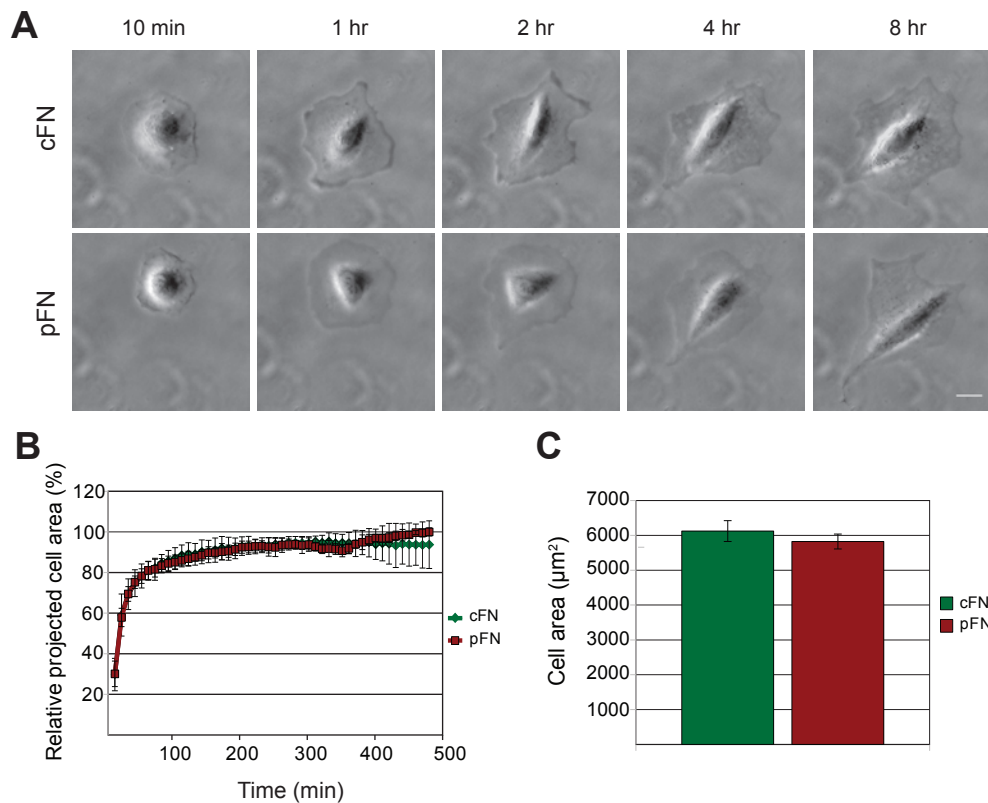 A
10 min 1 hr 2 hr 4 hr 8 hr
cFN
pFN
B
Relative projected cell area (%)
120
100
80
60
40
20
100 200 300 400 500
Time (min)
cFN
pFN
C
Cell area (µm²)
7000
6000
5000
4000
3000
2000
1000
cFN
pFN